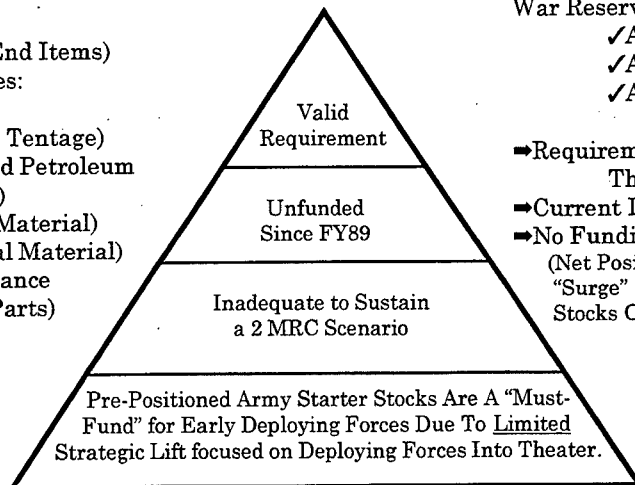 End Items)
es:
Tentage)
d Petroleum
)
Material)
al Material)
ance
Parts)
Valid
Requirement
Unfunded
Since FY89
Inadequate to Sustain
a 2 MRC Scenario
Pre-Positioned Army Starter Stocks Are A “Must-
Fund” for Early Deploying Forces Due To Limited
Strategic Lift focused on Deploying Forces Into Theater.
War Reserv
✓A
✓A
✓A
➡Requirem
Th
➡Current I
➡No Fundi
(Net Posi
“Surge”
Stocks C